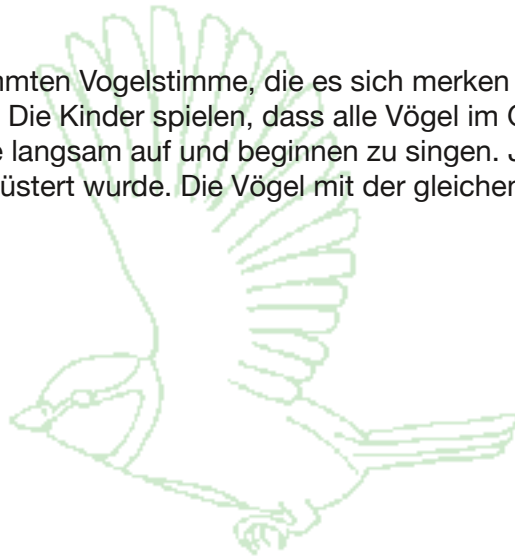 mmten Vogelstimme, die es sich merken
Die Kinder spielen, dass alle Vögel im
langsam auf und beginnen zu singen.
üstert wurde. Die Vögel mit der gleichen